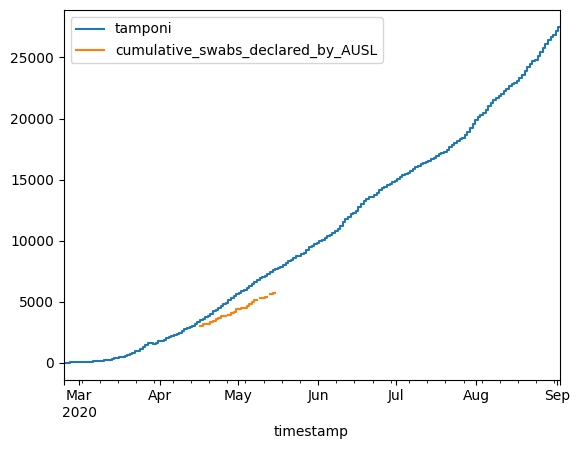 tamponi
cumulative_swabs_declared_by_AUSL
25000
20000
15000
10000
5000
0
Mar Apr May Jun Jul Aug Sep
2020
timestamp